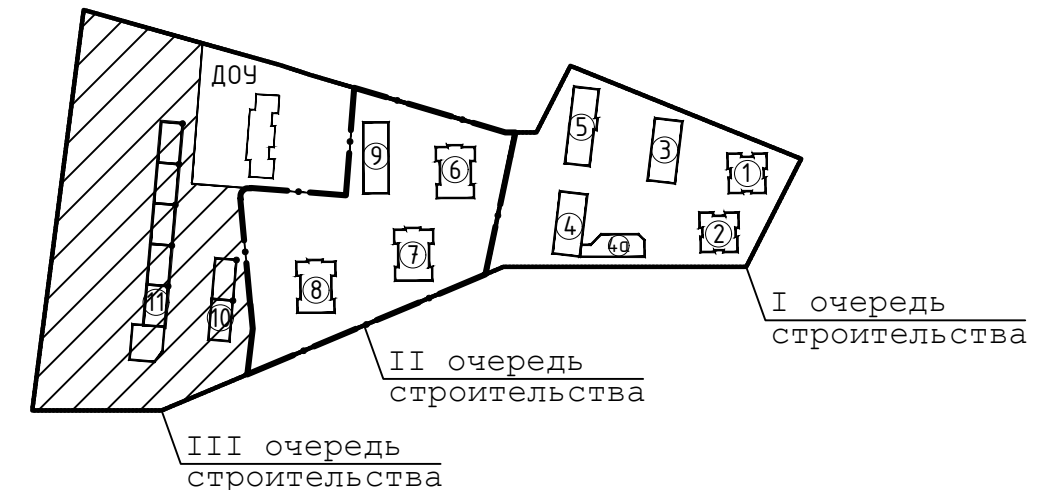 ДОУ
5
3
9
6
1
4
2
4а
7
8
11
10
I очередь
строительства
II очередь
строительства
III очередь
строительства